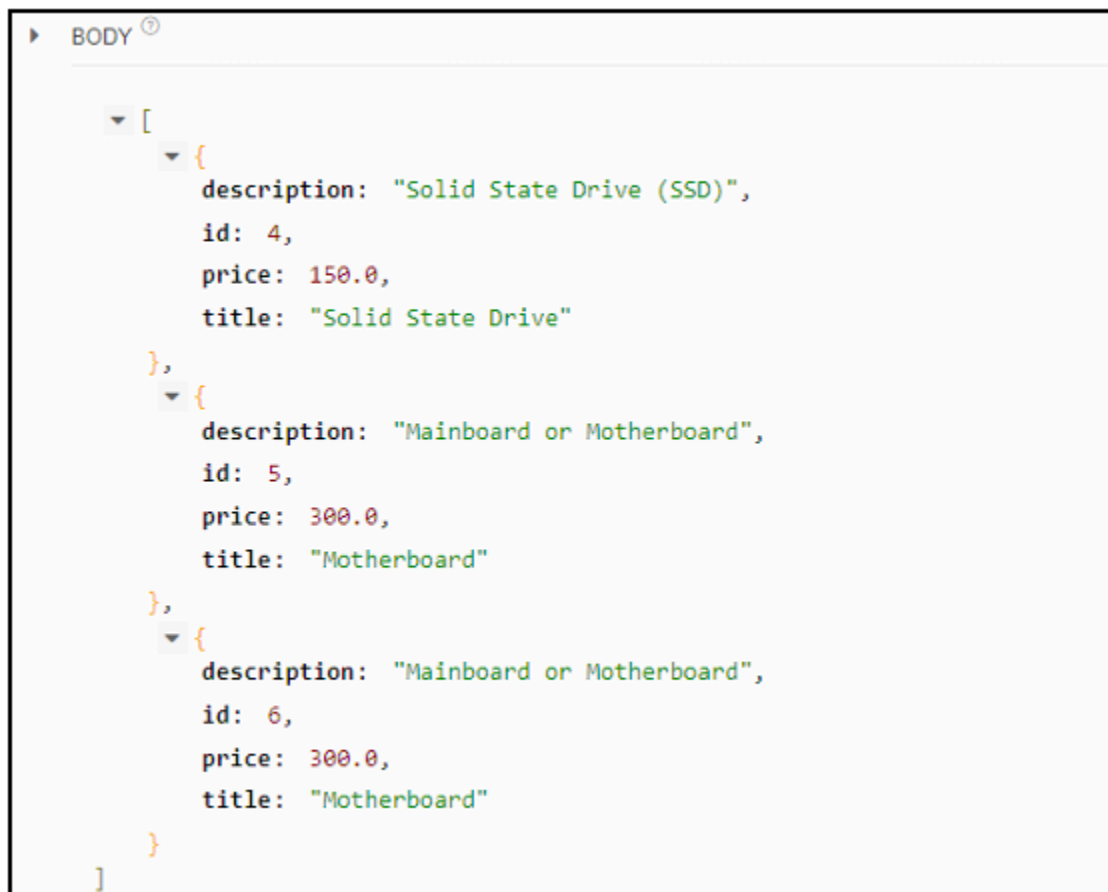 BODY ?
[
{
description: "Solid State Drive (SSD)",
id: 4,
price: 150.0,
title: "Solid State Drive"
},
{
description: "Mainboard or Motherboard",
id: 5,
price: 300.0,
title: "Motherboard"
},
{
description: "Mainboard or Motherboard",
id: 6,
price: 300.0,
title: "Motherboard"
}
]